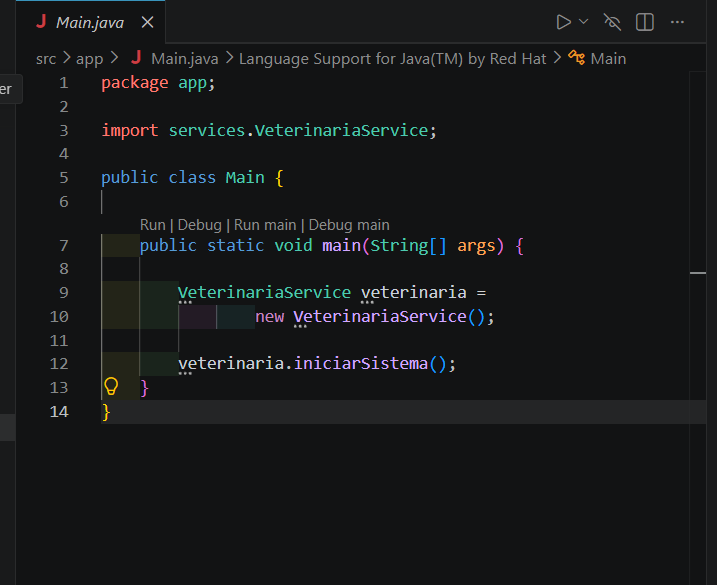 J Main.java
er
src > app > J Main.java > Language Support for Java(TM) by Red Hat > Main
1 package app;
2
3 import services.VeterinariaService;
4
5 public class Main {
6
Run | Debug | Run main | Debug main
7 public static void main(String[] args) {
8
9 VeterinariaService veterinaria =
10 new VeterinariaService();
11
12 veterinaria.iniciarSistema();
13 }
14 }